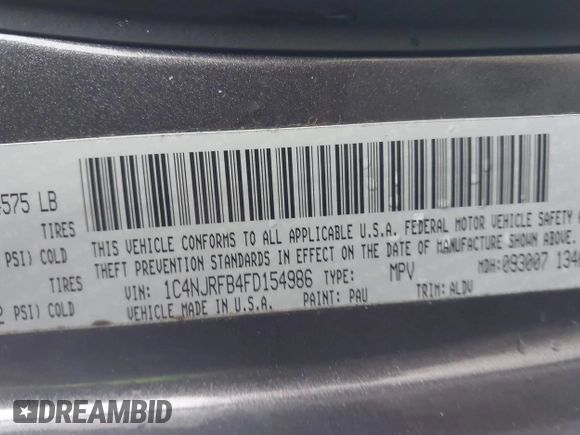 575 LB
TIRES
PSI) COLD
TIRES
PSI) COLD
THIS VEHICLE CONFORMS TO ALL APPLICABLE U.S.A. FEDERAL MOTOR VEHICLE SAFETY
THEFT PREVENTION STANDARDS IN EFFECT ON THE DATE OF MANUFACTURE SHOWN ABOVE.
VIN: 1C4NJRFB4FD154986 TYPE: MPV MDH:093007
VEHICLE MADE IN U.S.A. PAINT: PAU TRIM: ALDV
DREAMBID